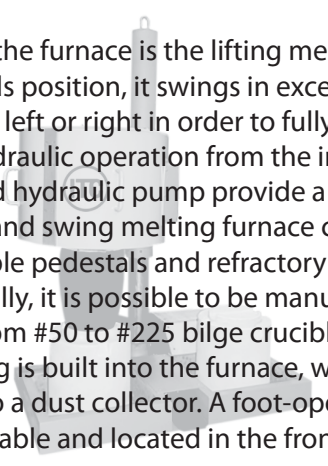 the furnace is the lifting me
ls position, it swings in exce
left or right in order to fully
draulic operation from the i
d hydraulic pump provide a
and swing melting furnace c
ble pedestals and refractory
lly, it is possible to be manu
om #50 to #225 bilge crucibl
g is built into the furnace, w
o a dust collector. A foot-ope
able and located in the fron